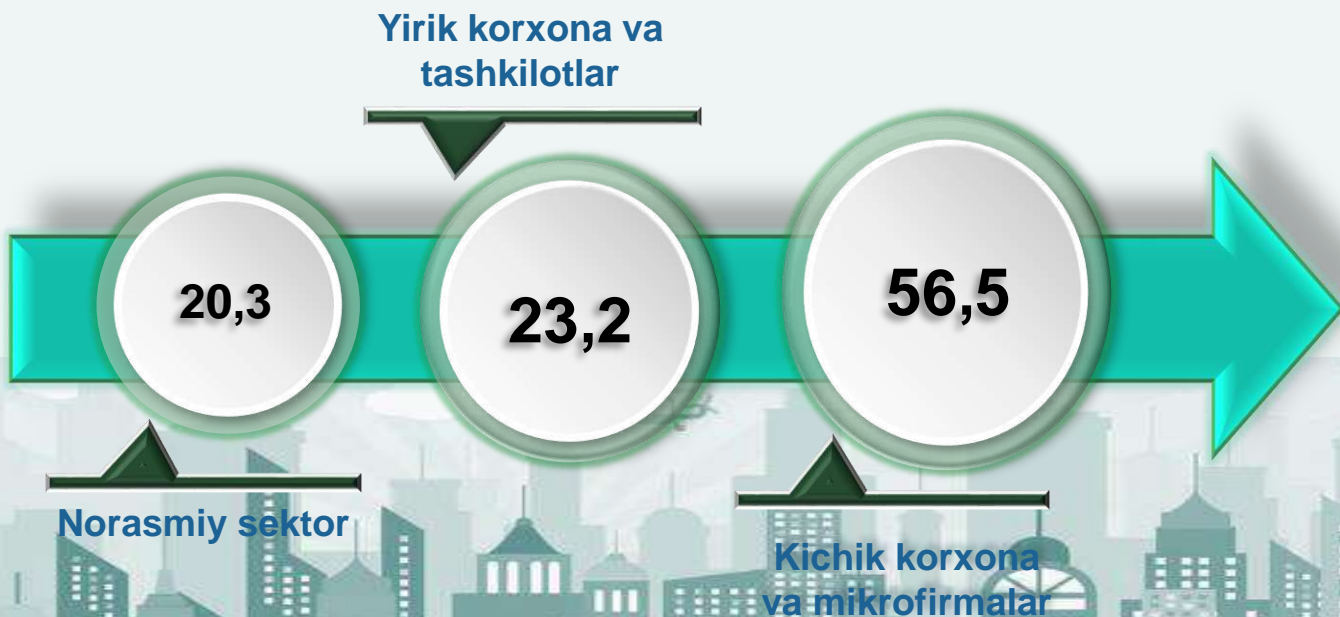 Yirik korxona va
tashkilotlar
20,3
23,2
56,5
Norasmiy sektor
Kichik korxona
va mikrofirmalar